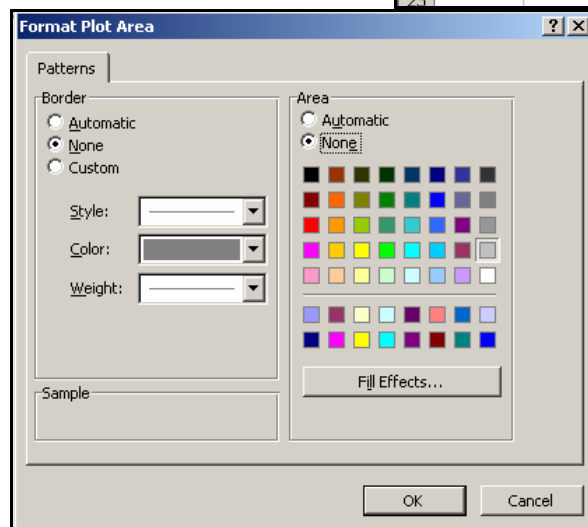 25
Format Plot Area
Patterns
Border
Automatic
None
Custom
Style:
Color:
Weight:
Sample
Area
Automatic
None
Fill Effects...
OK
Cancel